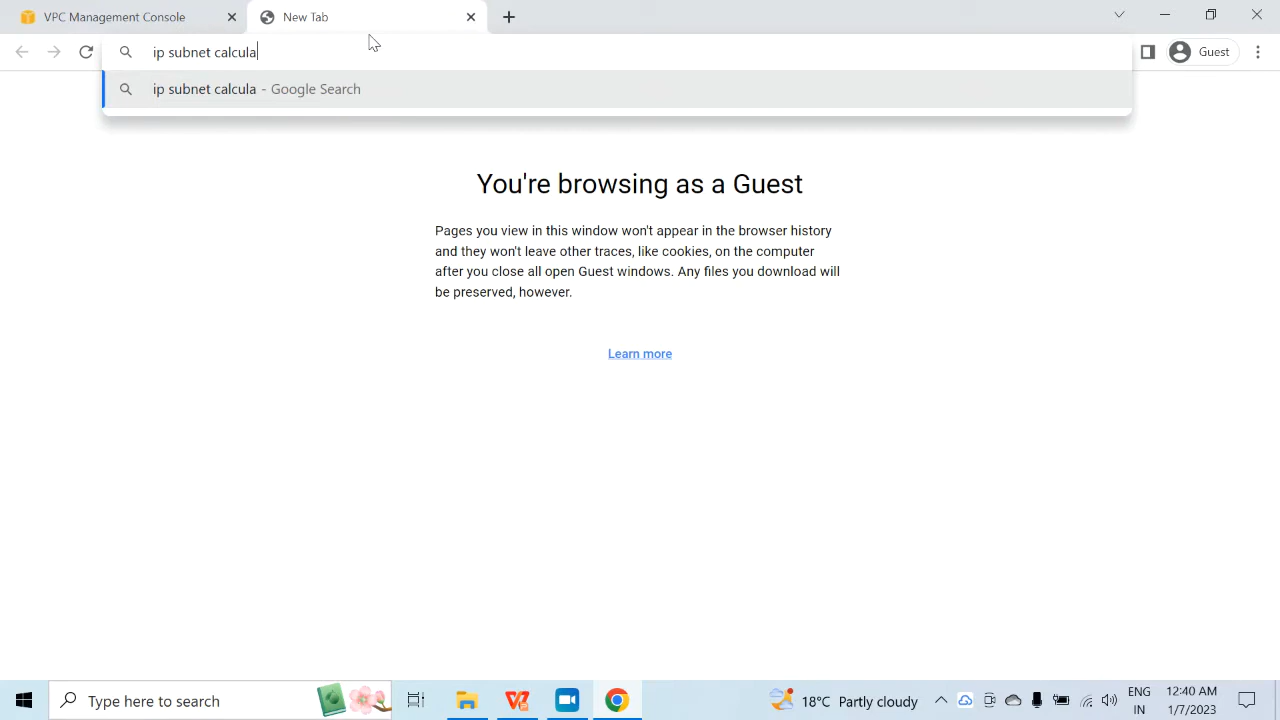 VPC Management Console
New Tab
ip subnet calcula
Guest
ip subnet calcula - Google Search
You're browsing as a Guest
Pages you view in this window won't appear in the browser history
and they won't leave other traces, like cookies, on the computer
after you close all open Guest windows. Any files you download will
be preserved, however.
Learn more
Type here to search
18°C Partly cloudy
ENG
IN
12:40 AM
1/7/2023